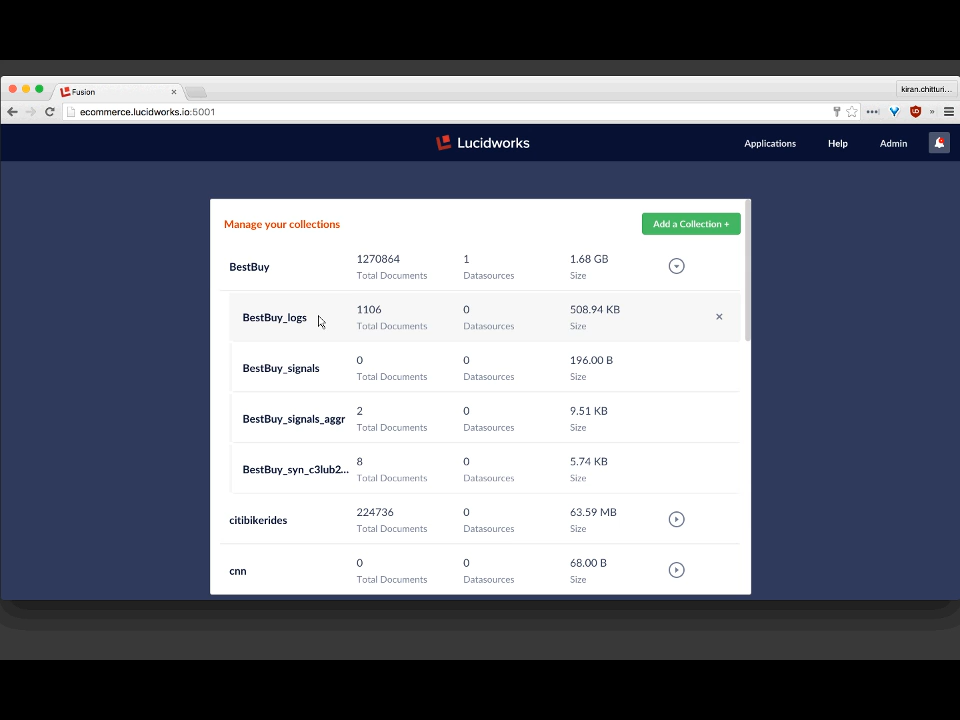 Fusion
kiran.chitturi...
ecommerce.lucidworks.io:5001
Lucidworks
Applications
Help
Admin
Manage your collections
Add a Collection +
BestBuy
1270864
1
1.68 GB
Total Documents
Datasources
Size
BestBuy_logs
1106
0
508.94 KB
Total Documents
Datasources
Size
BestBuy_signals
0
0
196.00 B
Total Documents
Datasources
Size
BestBuy_signals_aggr
2
0
9.51 KB
Total Documents
Datasources
Size
BestBuy_syn_c3lub2...
8
0
5.74 KB
Total Documents
Datasources
Size
citibikerides
224736
0
63.59 MB
Total Documents
Datasources
Size
cnn
0
0
68.00 B
Total Documents
Datasources
Size